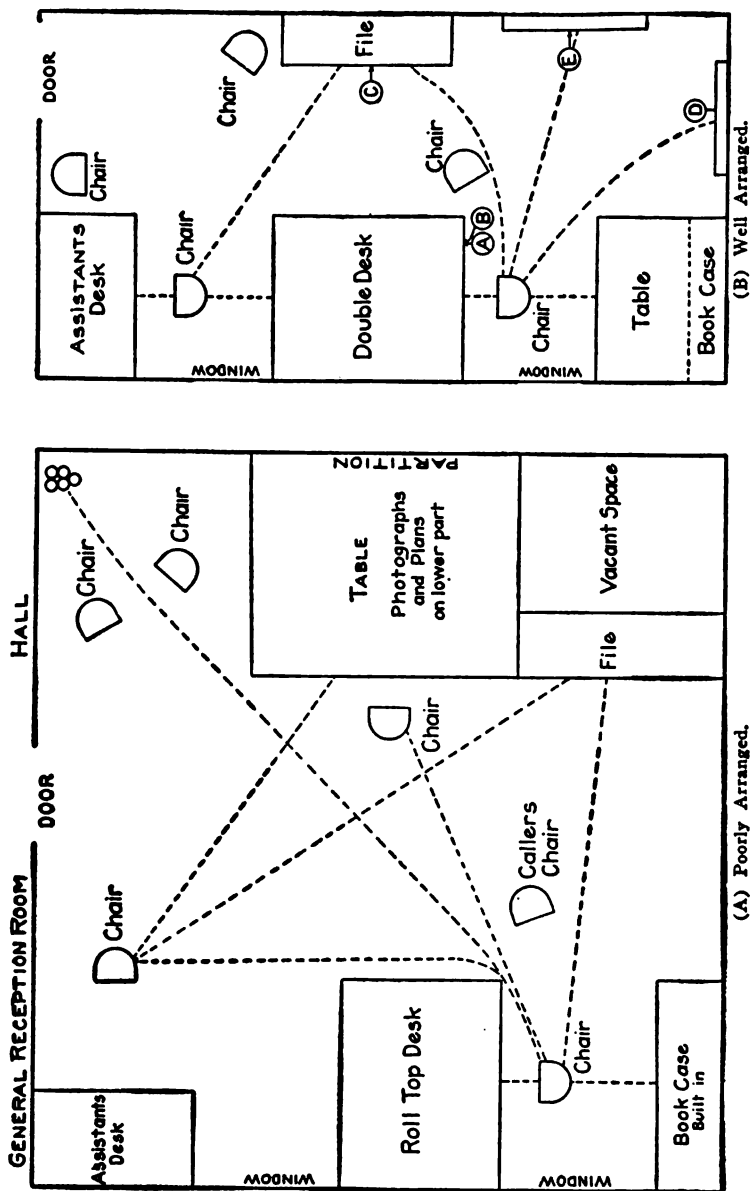 GENERAL RECEPTION ROOM
DOOR
HALL
Assistants
Desk
Chair
Chair
Chair
WINDOW
Roll Top Desk
Chair
TABLE
Photographs
and Plans
on lower part
PARTITION
Callers
Chair
WINDOW
Chair
File
Vacant Space
Book Case
Built in
(A) Poorly Arranged.
DOOR
ASSISTANTS
Desk
Chair
Chair
Chair
WINDOW
File
C
Double Desk
Chair
A
B
E
WINDOW
Chair
D
Table
Book Case
(B) Well Arranged.